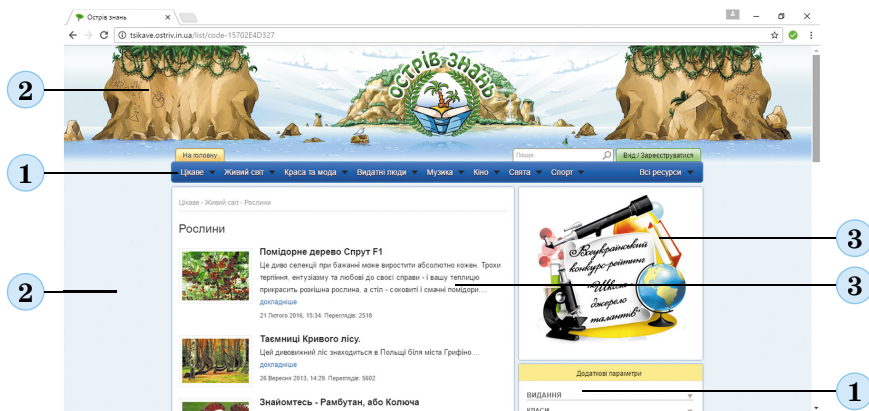 Острів знань
tsikave.ostriv.in.ua/list/code-15702E4D327
ОСТРІВ ЗНАНЬ
2
На головну
Пошук
Вхід / Зареєструватися
1
Цікаве Живий світ Краса та мода Видатні люди Музика Кіно Свята Спорт Всі ресурси
Цікаве - Живий світ - Рослини
Рослини
Помідорне дерево Спрут F1
Це диво селекції при бажанні може виростити абсолютно кожен. Трохи
терпіння, ентузіазму та любові до своєї справи - і вашу теплицю
прикрасить розкішна рослина, а стіл - соковиті і смачні помідори....
докладніше
21 Лютого 2016, 15:34. Переглядів: 2518
2
Таємниці Кривого лісу.
Цей дивовижний ліс знаходиться в Польщі біля міста Грифіно....
докладніше
26 Вересня 2013, 14:29. Переглядів: 5602
Знайомтесь - Рамбутан, або Колюча
Всеукраїнський
конкурс-рейтинг
"Школа
джерело
талантів"
3
3
Додаткові параметри
ВИДАННЯ
1
КЛАСИ